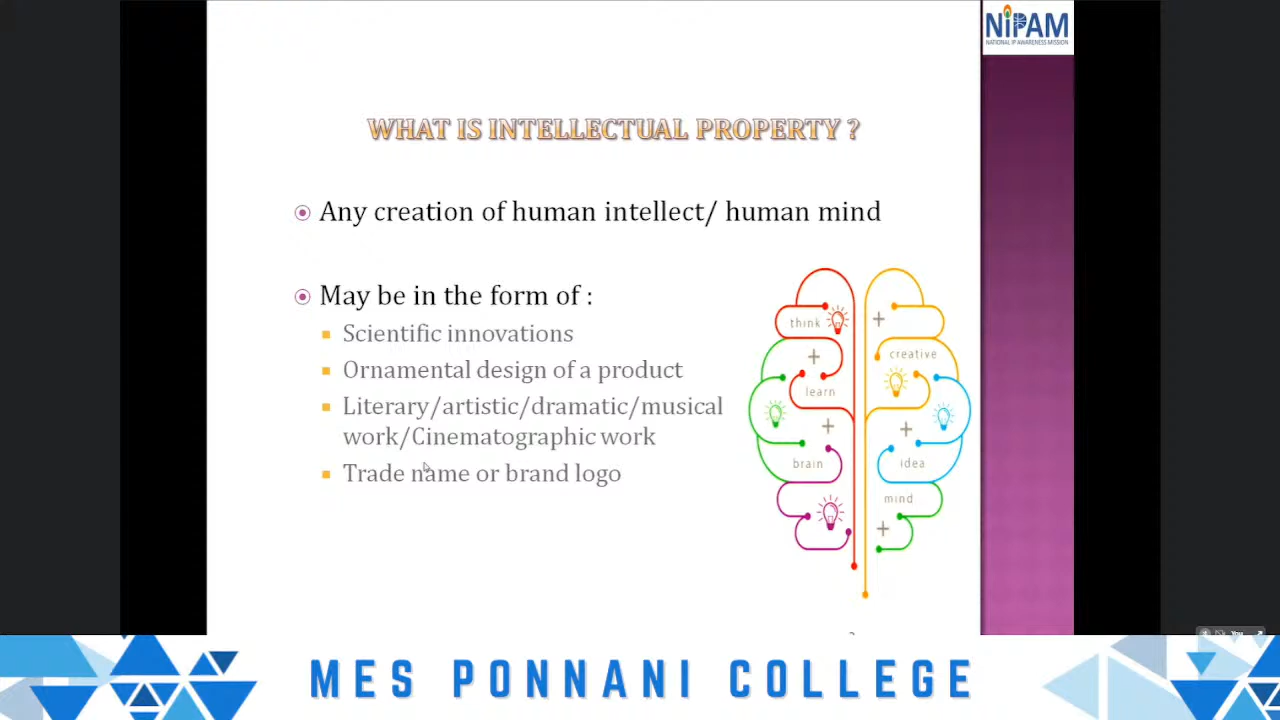 NiPAM
NATIONAL IP AWARENESS MISSION
WHAT IS INTELLECTUAL PROPERTY ?
Any creation of human intellect/ human mind
May be in the form of :
Scientific innovations
Ornamental design of a product
Literary/artistic/dramatic/musical
work/Cinematographic work
Trade name or brand logo
think
creative
learn
brain
idea
mind
You
MES PONNANI COLLEGE